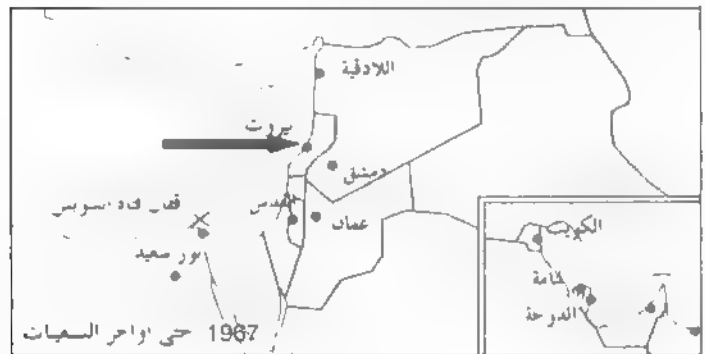 اللاذقية
بيروت
دمشق
القدس
عمان
قناة السويس
بور سعيد
الكويت
الدوحة
1967 حتى اواخر السبعينات